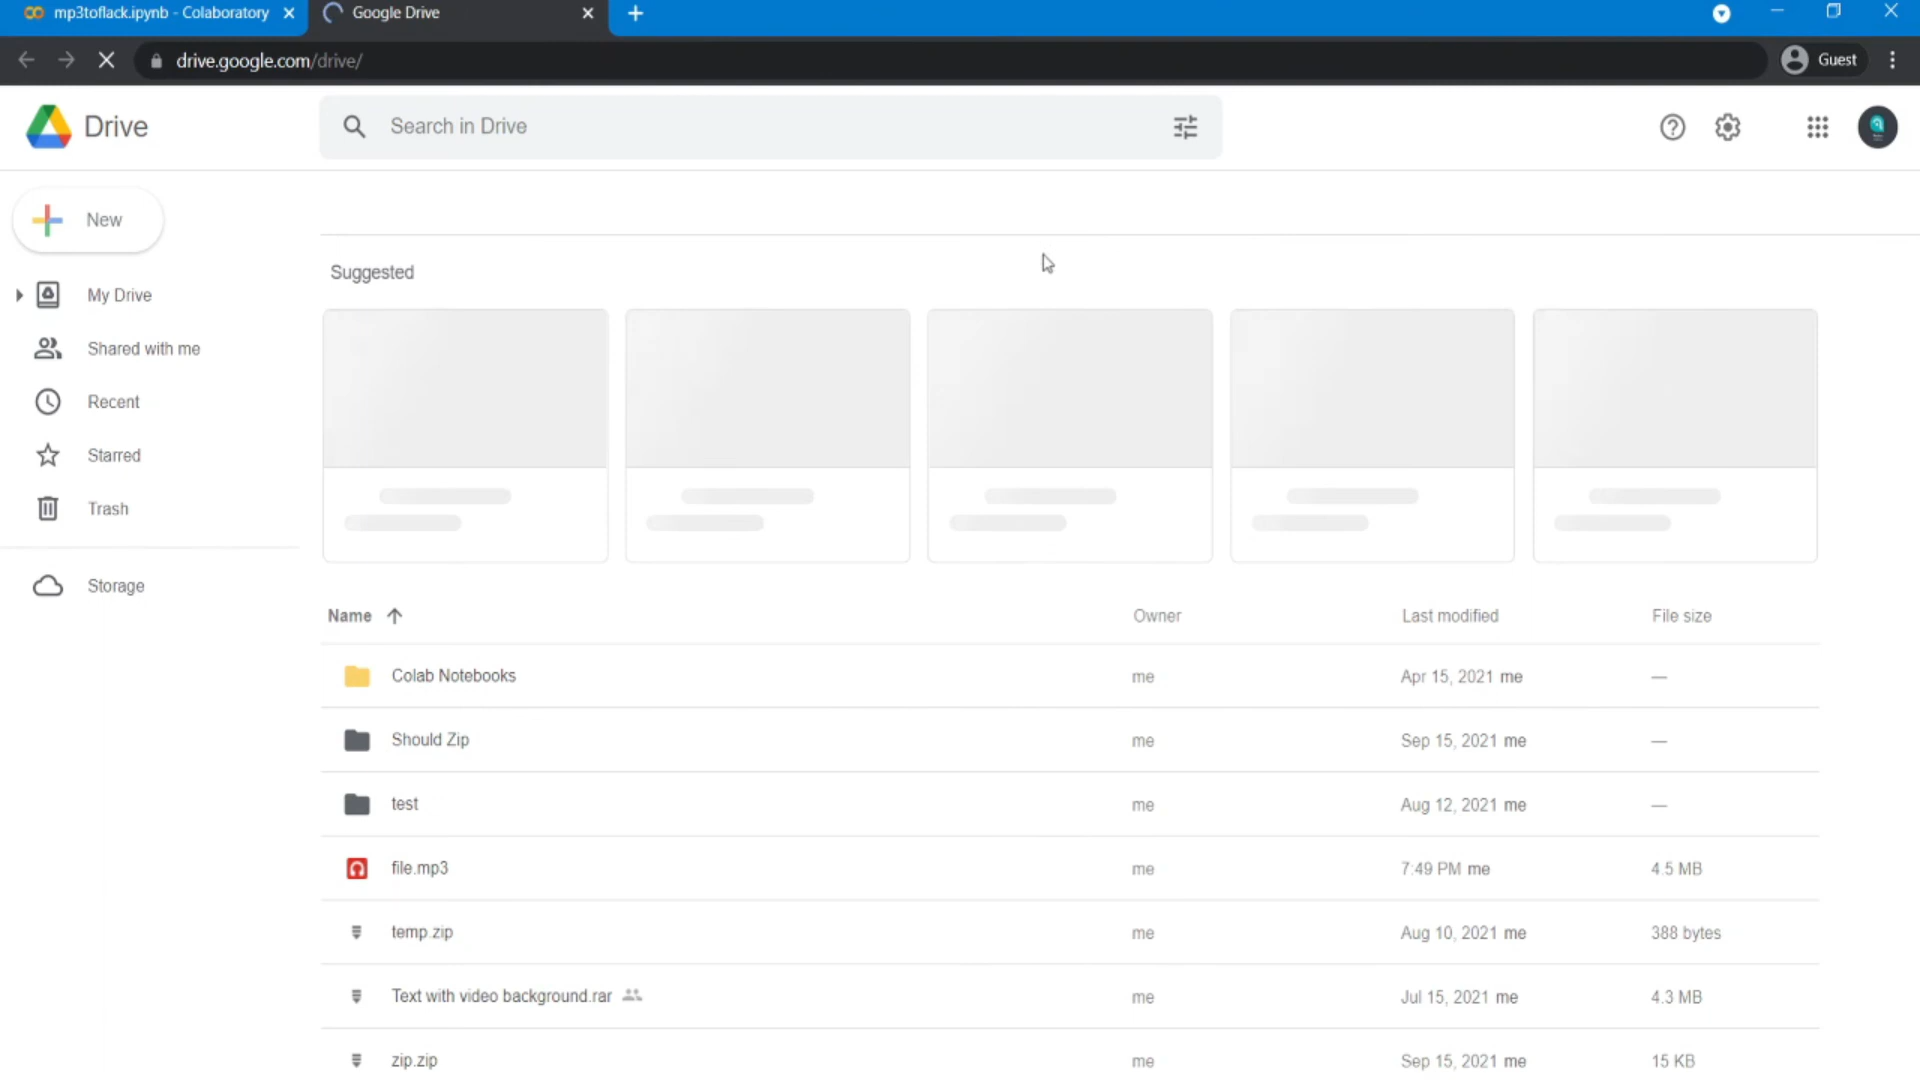 mp3toflack.ipynb - Colaboratory
Google Drive
drive.google.com/drive/
Guest
Drive
Search in Drive
New
Suggested
My Drive
Shared with me
Recent
Starred
Trash
Storage
Name Owner Last modified File size
Colab Notebooks me Apr 15, 2021 me —
Should Zip me Sep 15, 2021 me —
test me Aug 12, 2021 me —
file.mp3 me 7:49 PM me 4.5 MB
temp.zip me Aug 10, 2021 me 388 bytes
Text with video background.rar me Jul 15, 2021 me 4.3 MB
zip.zip me Sep 15, 2021 me 15 KB